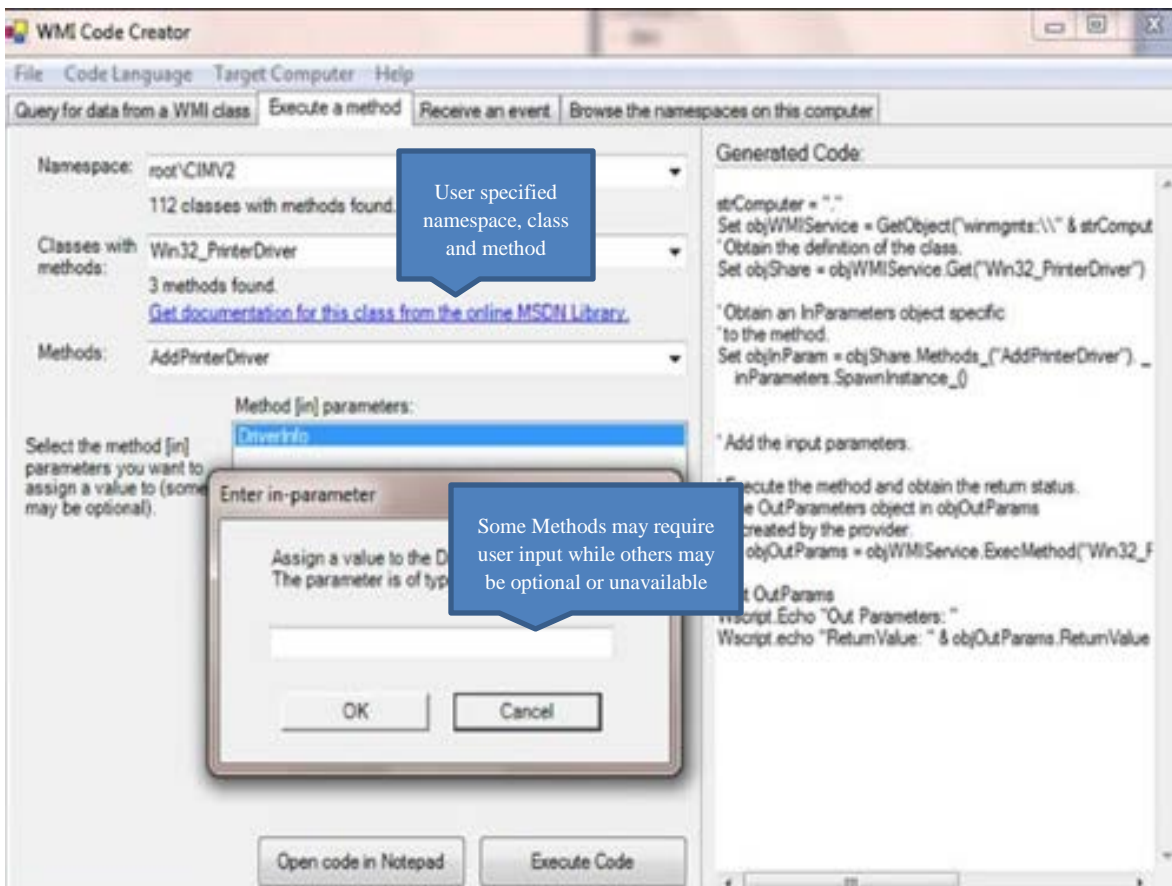 WMI Code Creator
File Code Language Target Computer Help
Query for data from a WMI class Execute a method Receive an event Browse the namespaces on this computer
Namespace: root\CIMV2
112 classes with methods found.
Classes with methods: Win32_PrinterDriver
3 methods found.
Get documentation for this class from the online MSDN Library.
Methods: AddPrinterDriver
Method [in] parameters:
DriverInfo
Select the method [in]
parameters you want to
assign a value to (some
may be optional).
User specified
namespace, class
and method
Enter in-parameter
Assign a value to the D
The parameter is of typ
OK Cancel
Some Methods may require
user input while others may
be optional or unavailable
Open code in Notepad Execute Code
Generated Code:
strComputer = "."
Set objWMIService = GetObject("winmgmts:\\" & strComput
' Obtain the definition of the class.
Set objShare = objWMIService.Get("Win32_PrinterDriver")
' Obtain an InParameters object specific
' to the method.
Set objInParam = objShare.Methods_("AddPrinterDriver"). _
inParameters.SpawnInstance_()
' Add the input parameters.
' Execute the method and obtain the return status.
e OutParameters object in objOutParams
created by the provider.
objOutParams = objWMIService.ExecMethod("Win32_P
t OutParams
Wscript.Echo "Out Parameters: "
Wscript.echo "ReturnValue: " & objOutParams.ReturnValue